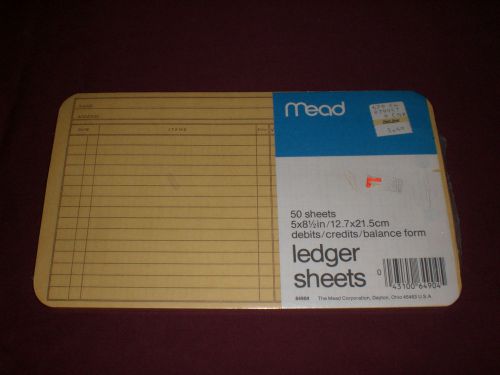 NAME
ADDRESS
DATE ITEMS
Mead
50 sheets
5x8½in/12.7x21.5cm
debits/credits/balance form
ledger
sheets
0 43100 64904
64904 The Mead Corporation, Dayton, Ohio 45463 U.S.A.